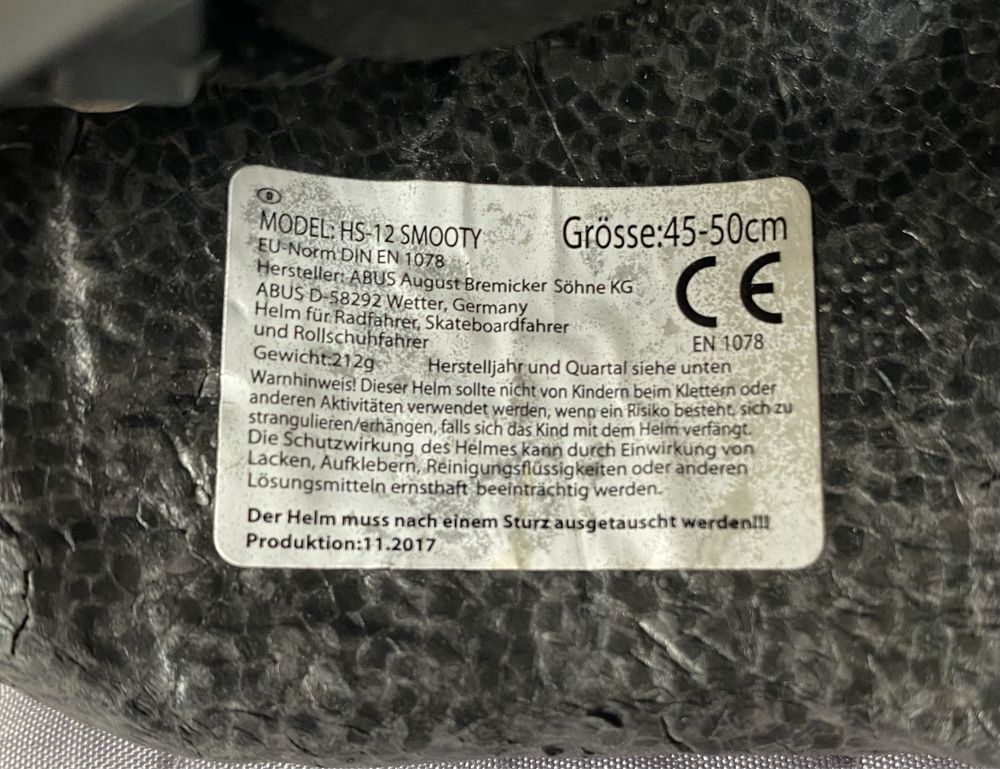 D
MODEL: HS-12 SMOOTY
Grösse:45-50cm
EU-Norm DIN EN 1078
Hersteller: ABUS August Bremicker Söhne KG
ABUS D-58292 Wetter, Germany
Helm für Radfahrer, Skateboardfahrer
und Rollschuhfahrer
CE
EN 1078
Gewicht:212g Herstelljahr und Quartal siehe unten
Warnhinweis! Dieser Helm sollte nicht von Kindern beim Klettern oder
anderen Aktivitäten verwendet werden, wenn ein Risiko besteht, sich zu
strangulieren/erhängen, falls sich das Kind mit dem Helm verfängt.
Die Schutzwirkung des Helmes kann durch Einwirkung von
Lacken, Aufklebern, Reinigungsflüssigkeiten oder anderen
Lösungsmitteln ernsthaft beeinträchtig werden.
Der Helm muss nach einem Sturz ausgetauscht werden!!!
Produktion:11.2017